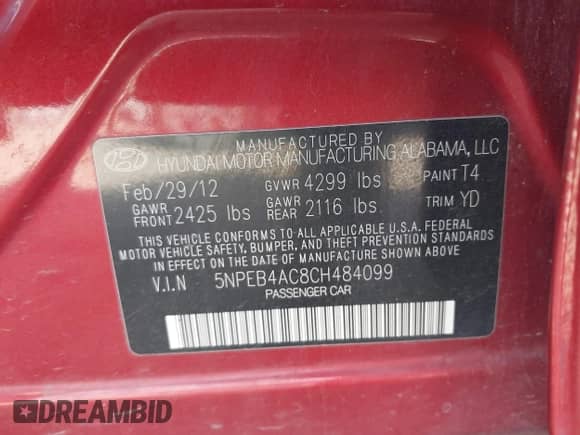 MANUFACTURED BY
HYUNDAI MOTOR MANUFACTURING ALABAMA, LLC
Feb/29/12 GVWR 4299 lbs PAINT T4
GAWR FRONT 2425 lbs GAWR REAR 2116 lbs. TRIM YD
THIS VEHICLE CONFORMS TO ALL APPLICABLE U.S.A. FEDERAL
MOTOR VEHICLE SAFETY, BUMPER, AND THEFT PREVENTION STANDARDS
IN EFFECT ON THE DATE OF MANUFACTURE SHOWN ABOVE
V.I.N 5NPEB4AC8CH484099
PASSENGER CAR
DREAMBID